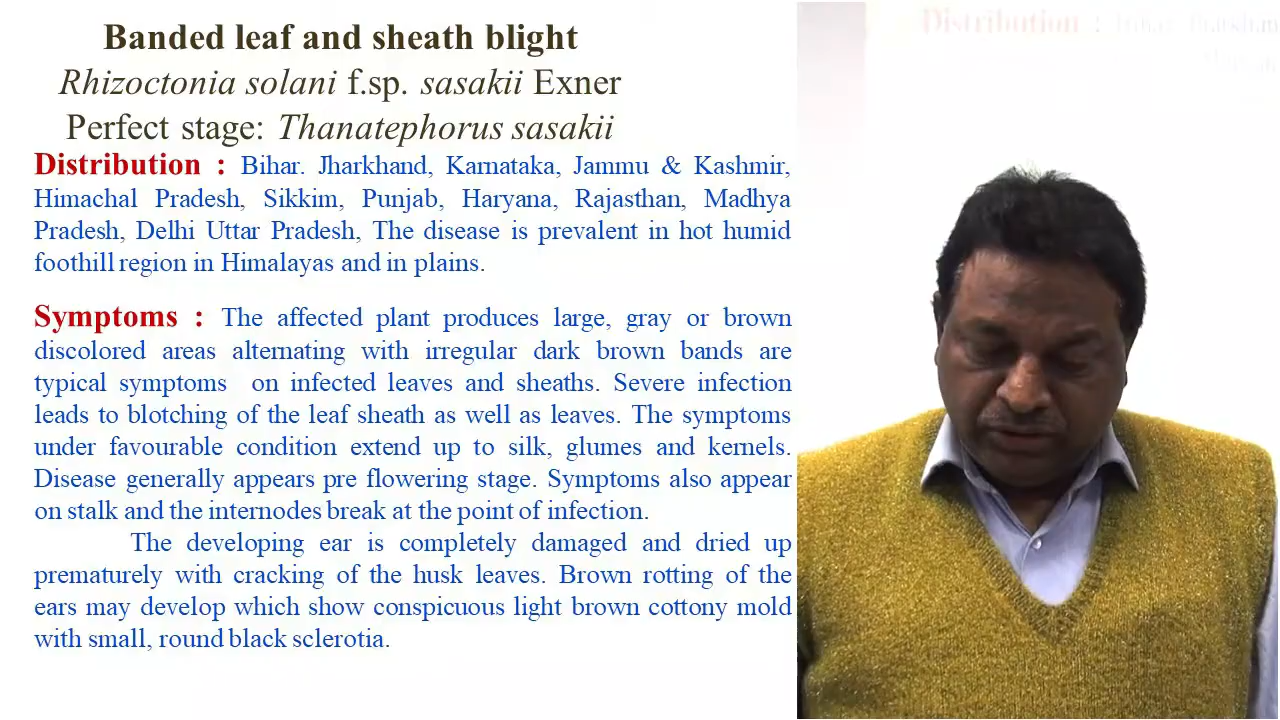 Banded leaf and sheath blight
Rhizoctonia solani f.sp. sasakii Exner
Perfect stage: Thanatephorus sasakii
Distribution : Bihar. Jharkhand, Karnataka, Jammu & Kashmir,
Himachal Pradesh, Sikkim, Punjab, Haryana, Rajasthan, Madhya
Pradesh, Delhi Uttar Pradesh, The disease is prevalent in hot humid
foothill region in Himalayas and in plains.
Symptoms : The affected plant produces large, gray or brown
discolored areas alternating with irregular dark brown bands are
typical symptoms on infected leaves and sheaths. Severe infection
leads to blotching of the leaf sheath as well as leaves. The symptoms
under favourable condition extend up to silk, glumes and kernels.
Disease generally appears pre flowering stage. Symptoms also appear
on stalk and the internodes break at the point of infection.
The developing ear is completely damaged and dried up
prematurely with cracking of the husk leaves. Brown rotting of the
ears may develop which show conspicuous light brown cottony mold
with small, round black sclerotia.
Distribution :